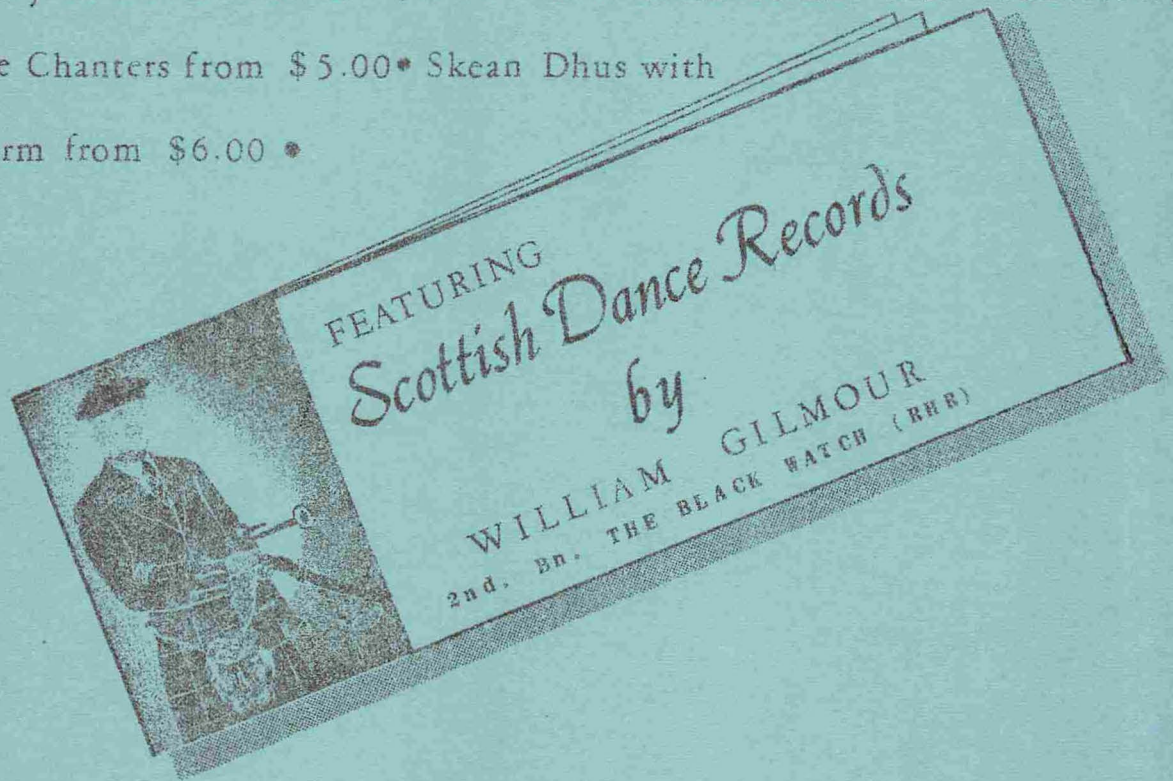 e Chanters from $5.00• Skean Dhus with
rm from $6.00 •
FEATURING
Scottish Dance Records
by
WILLIAM GILMOUR
2nd. Bn. THE BLACK WATCH (RHR)